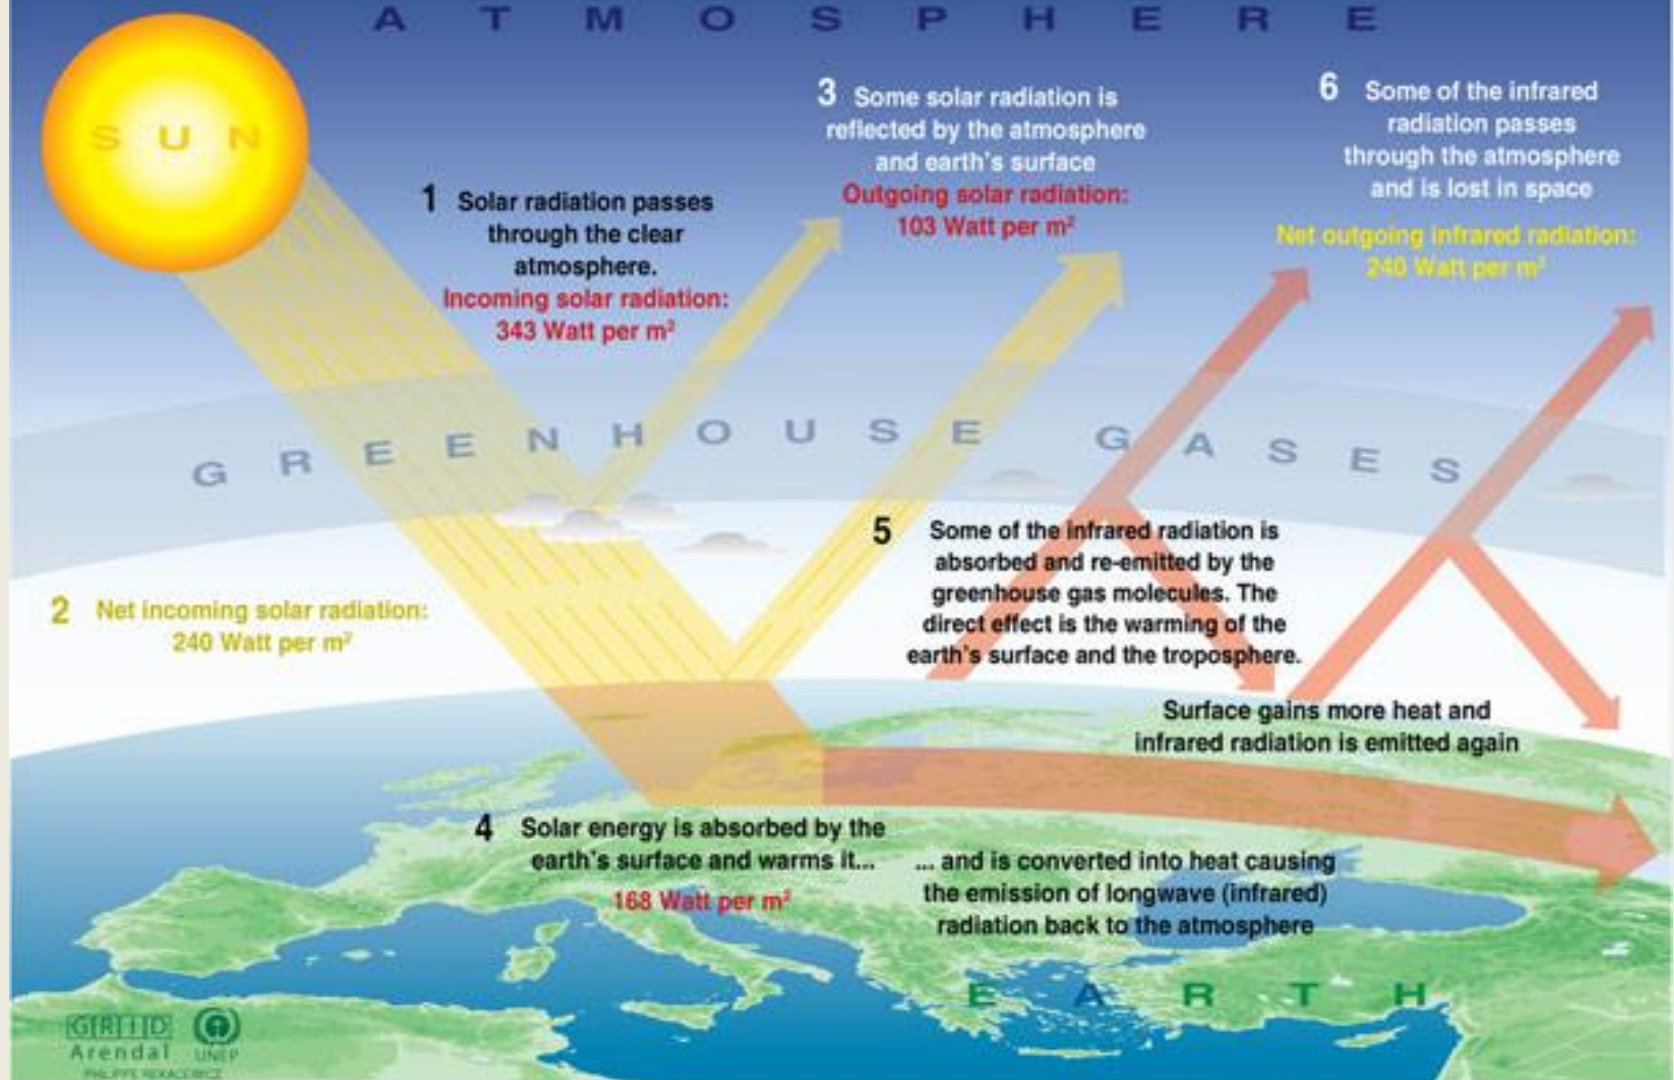 ATMOSPHERE
SUN
1 Solar radiation passes
through the clear
atmosphere.
Incoming solar radiation:
343 Watt per m²
3 Some solar radiation is
reflected by the atmosphere
and earth's surface
Outgoing solar radiation:
103 Watt per m²
6 Some of the infrared
radiation passes
through the atmosphere
and is lost in space
Net outgoing infrared radiation:
240 Watt per m²
GREENHOUSE GASES
2 Net incoming solar radiation:
240 Watt per m²
5 Some of the infrared radiation is
absorbed and re-emitted by the
greenhouse gas molecules. The
direct effect is the warming of the
earth's surface and the troposphere.
Surface gains more heat and
infrared radiation is emitted again
4 Solar energy is absorbed by the
earth's surface and warms it...
168 Watt per m²
... and is converted into heat causing
the emission of longwave (infrared)
radiation back to the atmosphere
EARTH
GRID
Arendal
UNEP
PHILIPPE REKACEWICZ